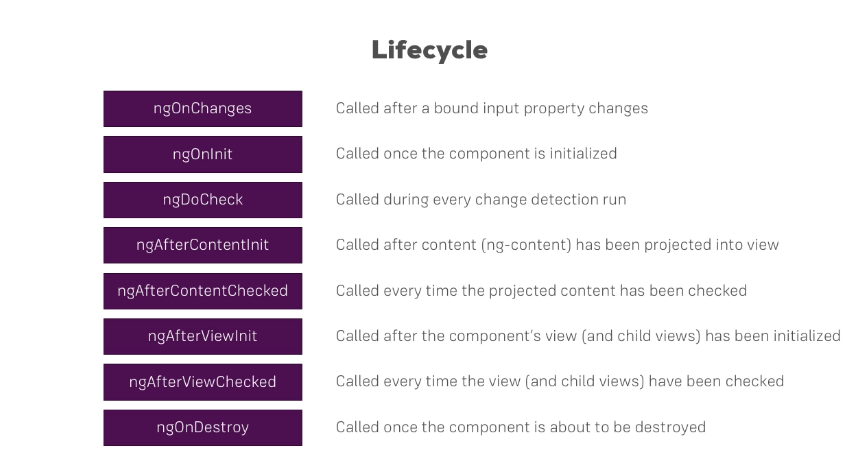 Lifecycle
ngOnChanges Called after a bound input property changes
ngOnInit Called once the component is initialized
ngDoCheck Called during every change detection run
ngAfterContentInit Called after content (ng-content) has been projected into view
ngAfterContentChecked Called every time the projected content has been checked
ngAfterViewInit Called after the component's view (and child views) has been initialized
ngAfterViewChecked Called every time the view (and child views) have been checked
ngOnDestroy Called once the component is about to be destroyed